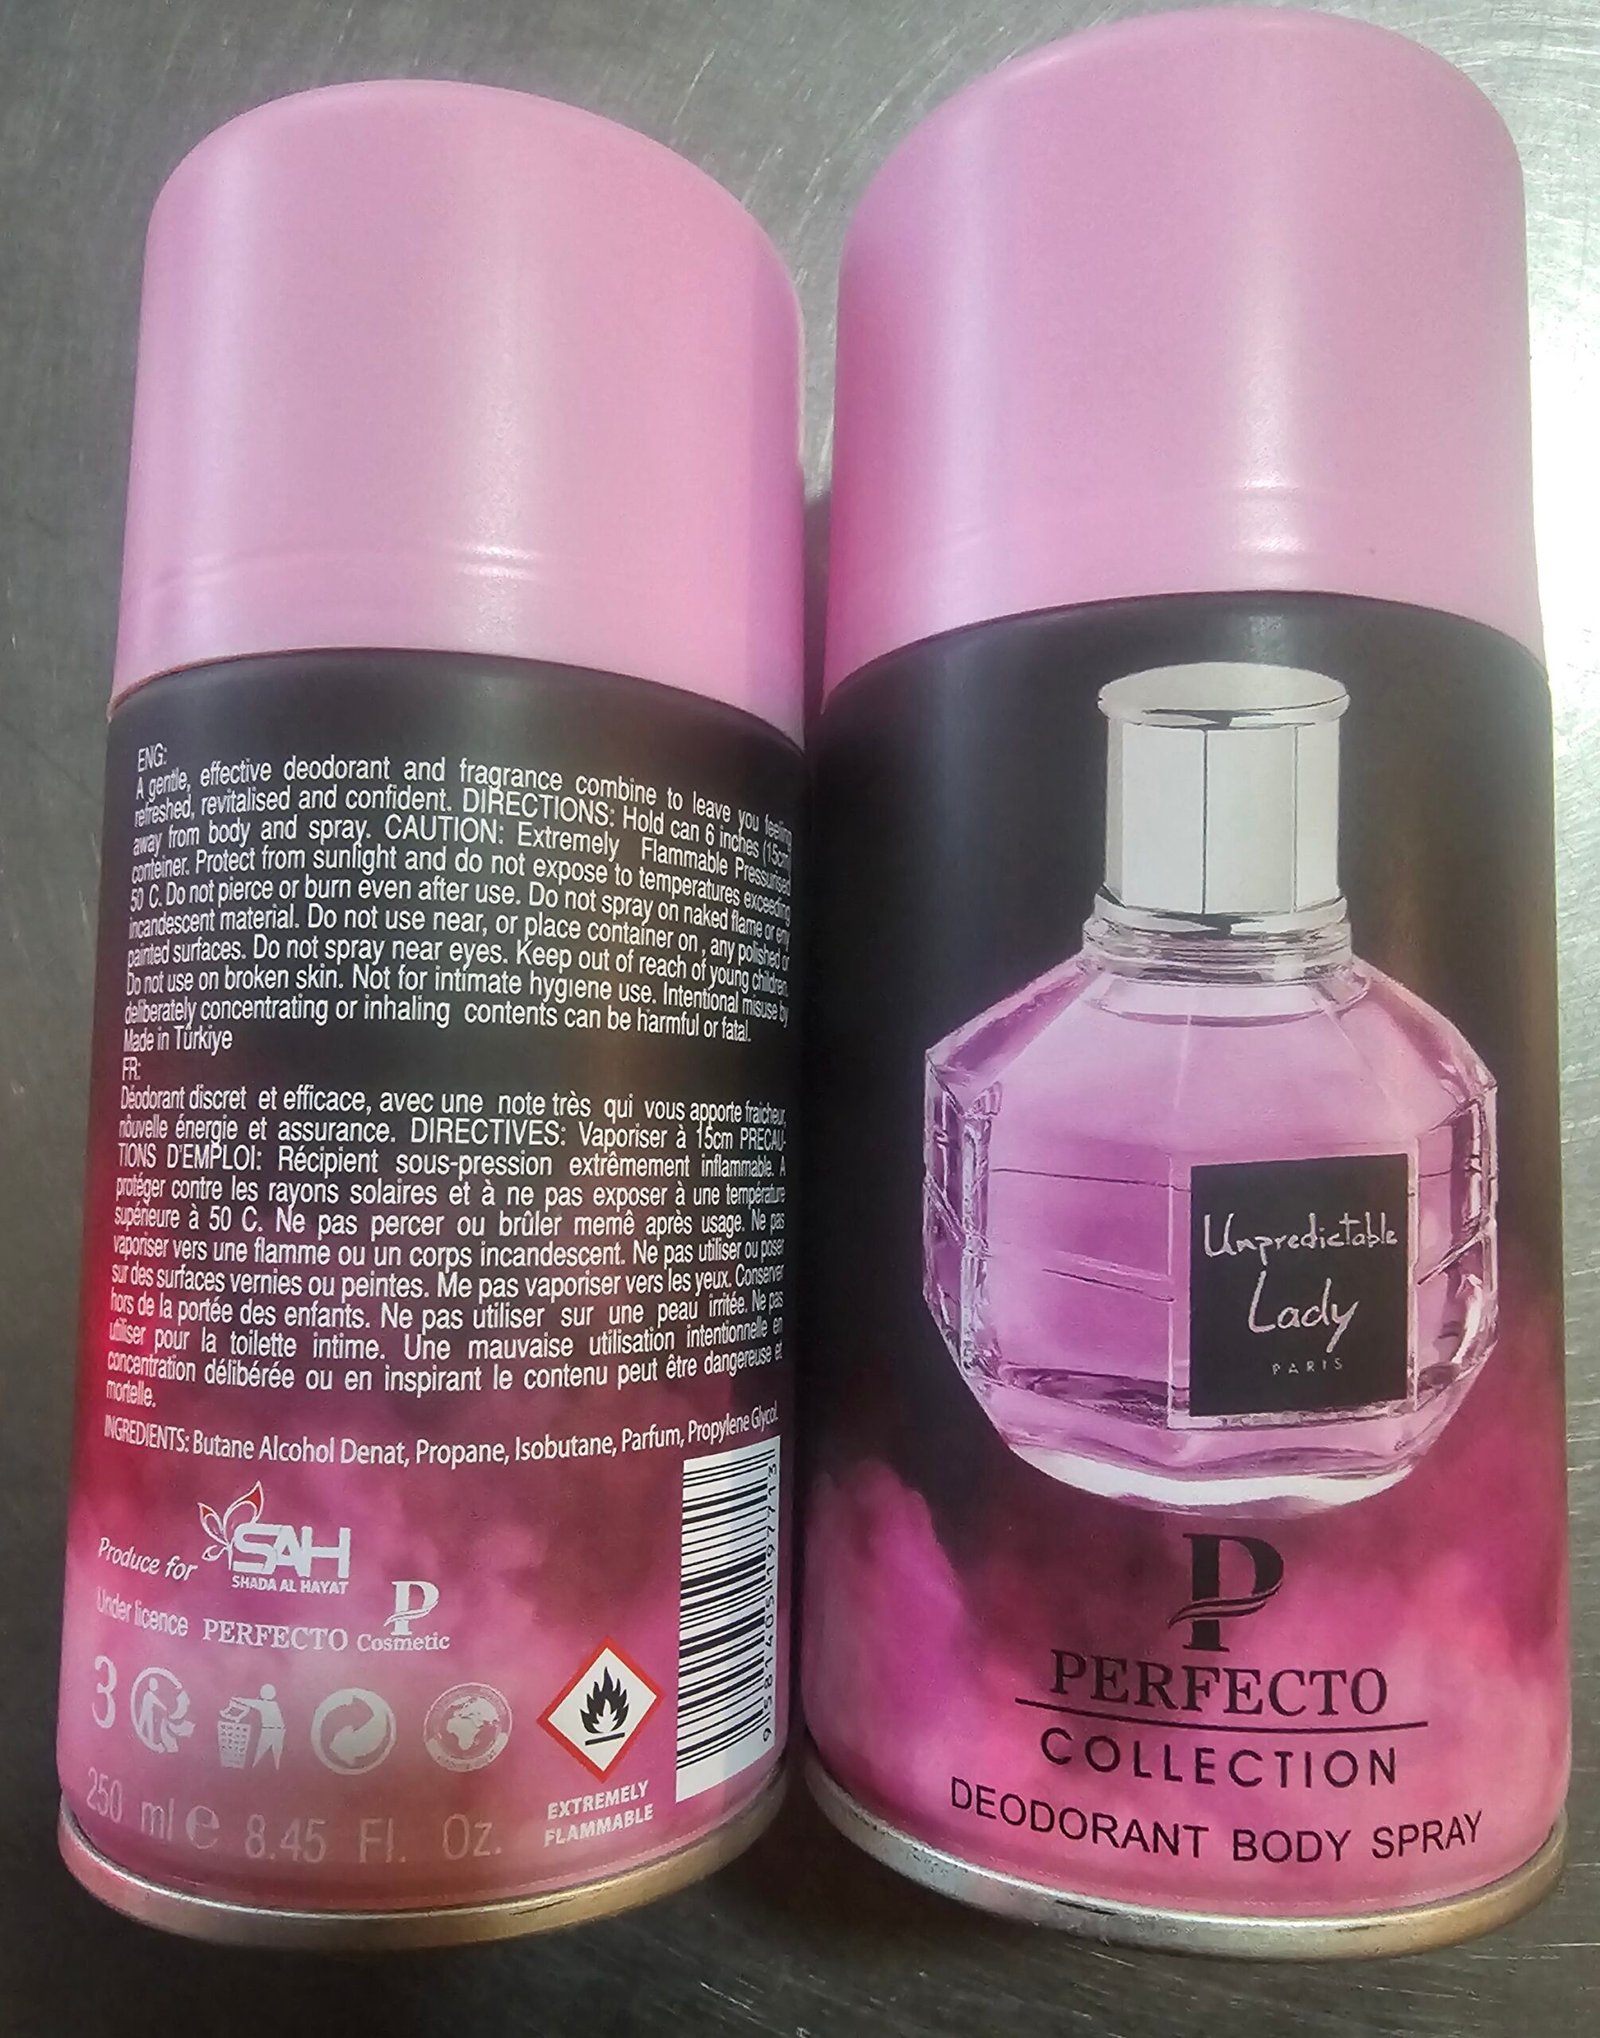 ENG:
A gentle, effective deodorant and fragrance combine to leave you feeling
refreshed, revitalised and confident. DIRECTIONS: Hold can 6 inches (15cm)
away from body and spray. CAUTION: Extremely Flammable Pressurised
conteiner. Protect from sunlight and do not expose to temperatures exceeding
50 C. Do not pierce or burn even after use. Do not spray on naked flame or eny
incandescent material. Do not use near, or place container on , any polished or
painted surfaces. Do not spray near eyes. Keep out of reach of young children.
Do not use on broken skin. Not for intimate hygiene use. Intentional misuse by
deliberately concentrating or inhaling contents can be harmful or fatal.
Made in Türkiye
FR:
Déodorant discret et efficace, avec une note très qui vous apporte fraicheur,
nouvelle énergie et assurance. DIRECTIVES: Vaporiser à 15cm PRECAU-
TIONS D'EMPLOI: Récipient sous-pression extrêmement inflammable. A
protéger contre les rayons solaires et à ne pas exposer à une température
supérieure à 50 C. Ne pas percer ou brûler memê après usage. Ne pas
vaporiser vers une flamme ou un corps incandescent. Ne pas utiliser ou poser
sur des surfaces vernies ou peintes. Me pas vaporiser vers les yeux. Conserver
hors de la portée des enfants. Ne pas utiliser sur une peau irritée. Ne pas
utiliser pour la toilette intime. Une mauvaise utilisation intentionnelle en
concentration délibérée ou en inspirant le contenu peut être dangereuse et
mortelle.
INGREDIENTS: Butane Alcohol Denat, Propane, Isobutane, Parfum, Propylene Glycol.
Produce for SAH
SHADA AL HAYAT
Under licence PERFECTO Cosmetic P
3
250 ml e 8.45 Fl. Oz.
EXTREMELY
FLAMMABLE
Unpredictable
Lady
PARIS
P
PERFECTO
COLLECTION
DEODORANT BODY SPRAY